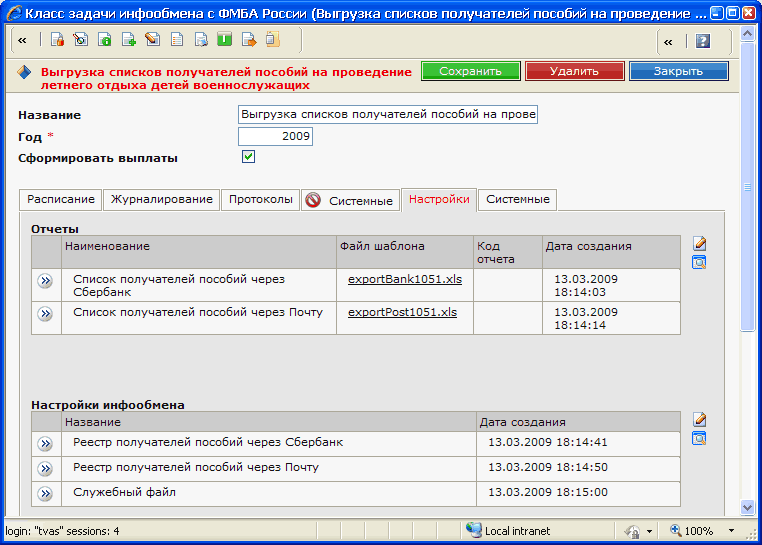 Класс задачи инфообмена с ФМБА России (Выгрузка списков получателей пособий на проведение ...
«
«
Выгрузка списков получателей пособий на проведение
летнего отдыха детей военнослужащих
Сохранить
Удалить
Закрыть
Название
Выгрузка списков получателей пособий на прове
Год *
2009
Сформировать выплаты
Расписание
Журналирование
Протоколы
Системные
Настройки
Системные
Отчеты
Наименование
Файл шаблона
Код
отчета
Дата создания
Список получателей пособий через
Сбербанк
exportBank1051.xls
13.03.2009
18:14:03
Список получателей пособий через Почту
exportPost1051.xls
13.03.2009
18:14:14
Настройки инфообмена
Название
Дата создания
Реестр получателей пособий через Сбербанк
13.03.2009 18:14:41
Реестр получателей пособий через Почту
13.03.2009 18:14:50
Служебный файл
13.03.2009 18:15:00
login: "tvas" sessions: 4
Local intranet
100%